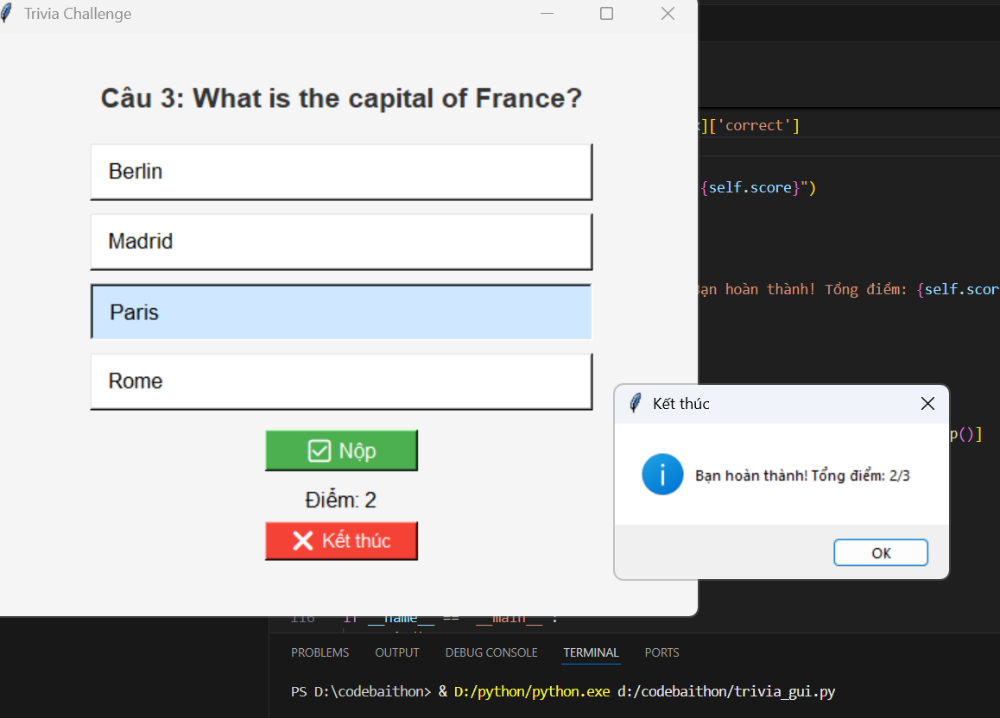 Trivia Challenge
Câu 3: What is the capital of France?
Berlin
Madrid
Paris
Rome
Nộp
Điểm: 2
Kết thúc
]['correct']
{self.score}")
Bạn hoàn thành! Tổng điểm: {self.scor
p()]
Kết thúc
Bạn hoàn thành! Tổng điểm: 2/3
OK
116 if __name__ == __main__ :
PROBLEMS OUTPUT DEBUG CONSOLE TERMINAL PORTS
PS D:\codebaithon> & D:/python/python.exe d:/codebaithon/trivia_gui.py